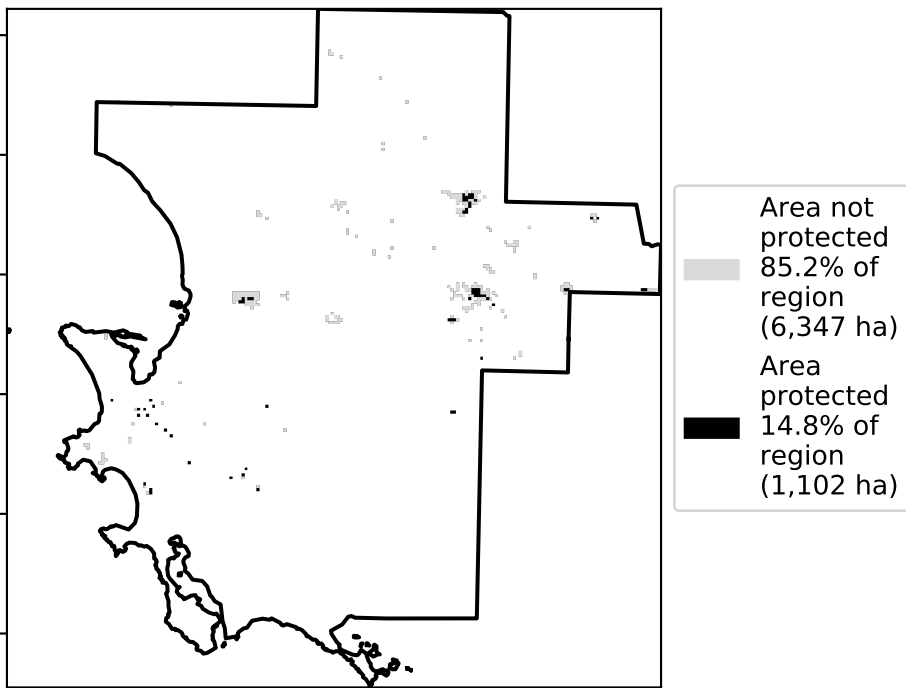 Area not
protected
85.2% of
region
(6,347 ha)
Area
protected
14.8% of
region
(1,102 ha)